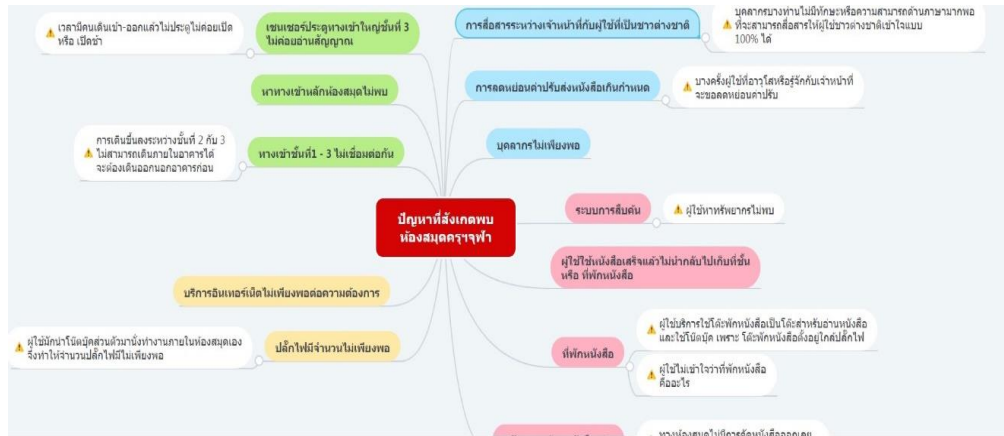 ปัญหาที่สังเกตพบ
ห้องสมุดครุฯจุฬา
เซนเซอร์ประตูทางเข้าใหญ่ชั้นที่ 3
ไม่ค่อยอ่านสัญญาณ
เวลามีคนเดินเข้า-ออกแล้วไม่ประตูไม่ค่อยเปิด
หรือ เปิดช้า
หาทางเข้าหลักห้องสมุดไม่พบ
ทางเข้าชั้นที่1 - 3 ไม่เชื่อมต่อกัน
การเดินขึ้นลงระหว่างชั้นที่ 2 กับ 3
ไม่สามารถเดินภายในอาคารได้
จะต้องเดินออกนอกอาคารก่อน
บริการอินเทอร์เน็ตไม่เพียงพอต่อความต้องการ
ปลั๊กไฟมีจำนวนไม่เพียงพอ
ผู้ใช้มักนำโน๊ตบุ๊คส่วนตัวมานั่งทำงานภายในห้องสมุดเอง
จึงทำให้จำนวนปลั๊กไฟมีไม่เพียงพอ
การสื่อสารระหว่างเจ้าหน้าที่กับผู้ใช้ที่เป็นชาวต่างชาติ
บุคลากรบางท่านไม่มีทักษะหรือความสามารถด้านภาษามากพอ
ที่จะสามารถสื่อสารให้ผู้ใช้ชาวต่างชาติเข้าใจแบบ
100% ได้
การลดหย่อนค่าปรับส่งหนังสือเกินกำหนด
บางครั้งผู้ใช้ที่อาวุโสหรือรู้จักกับเจ้าหน้าที่
จะขอลดหย่อนค่าปรับ
บุคลากรไม่เพียงพอ
ระบบการสืบค้น
ผู้ใช้หาทรัพยากรไม่พบ
ผู้ใช้ใช้หนังสือเสร็จแล้วไม่นำกลับไปเก็บที่ชั้น
หรือ ที่พักหนังสือ
ที่พักหนังสือ
ผู้ใช้บริการใช้โต๊ะพักหนังสือเป็นโต๊ะสำหรับอ่านหนังสือ
และใช้โน๊ตบุ๊ค เพราะ โต๊ะพักหนังสือตั้งอยู่ใกล้ปลั๊กไฟ
ผู้ใช้ไม่เข้าใจว่าที่พักหนังสือ
คืออะไร
ทางห้องสมุดไม่มีการคัดหนังสือออกเลย